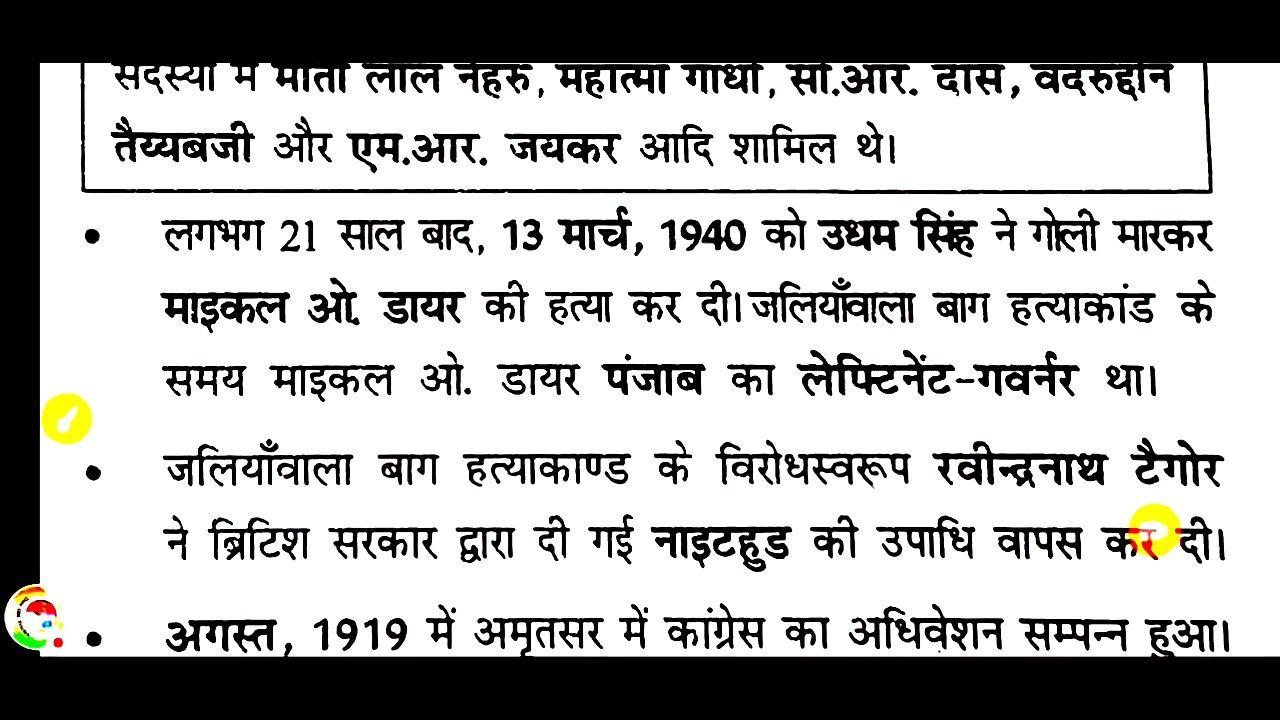 सदस्यों में मोती लाल नेहरु, महात्मा गांधी, सी.आर. दास, वदरुद्दीन
तैय्यबजी और एम.आर. जयकर आदि शामिल थे।
• लगभग 21 साल बाद, 13 मार्च, 1940 को उधम सिंह ने गोली मारकर
माइकल ओ. डायर की हत्या कर दी। जलियाँवाला बाग हत्याकांड के
समय माइकल ओ. डायर पंजाब का लेफ्टिनेंट-गवर्नर था।
• जलियाँवाला बाग हत्याकाण्ड के विरोधस्वरूप रवीन्द्रनाथ टैगोर
ने ब्रिटिश सरकार द्वारा दी गई नाइटहुड की उपाधि वापस कर दी।
• अगस्त, 1919 में अमृतसर में कांग्रेस का अधिवेशन सम्पन्न हुआ।